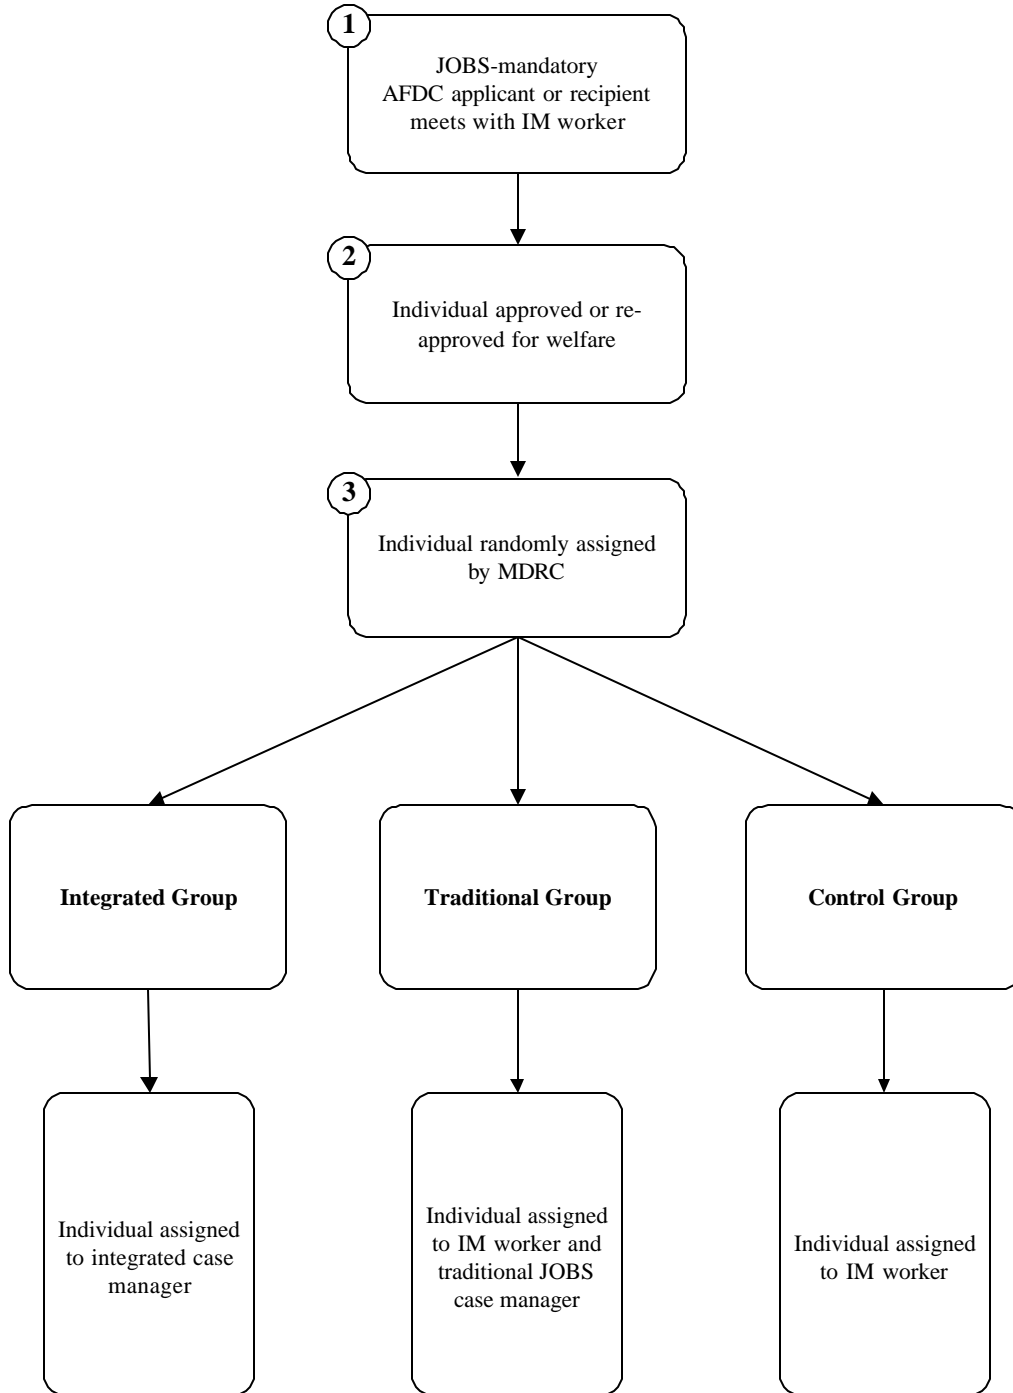 1
JOBS-mandatory
AFDC applicant or recipient
meets with IM worker
2
Individual approved or re-
approved for welfare
3
Individual randomly assigned
by MDRC
Integrated Group
Traditional Group
Control Group
Individual assigned
to integrated case
manager
Individual assigned
to IM worker and
traditional JOBS
case manager
Individual assigned
to IM worker